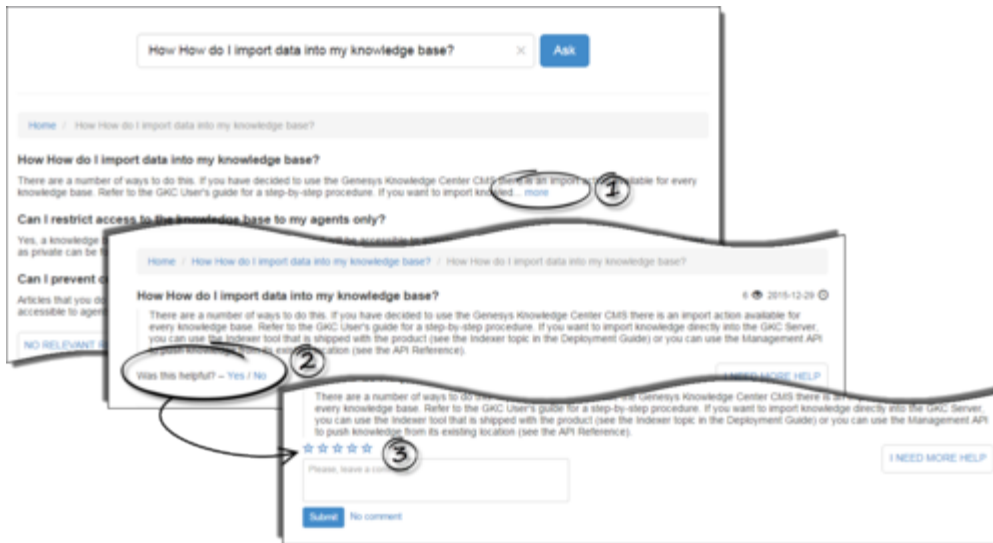 How How do I import data into my knowledge base? × Ask
Home / How How do I import data into my knowledge base?
How How do I import data into my knowledge base?
There are a number of ways to do this. If you have decided to use the Genesys Knowledge Center CMS there is an import action available for every
knowledge base. Refer to the GKC User's guide for a step-by-step procedure. If you want to import knowled... more
1
Can I restrict access to the knowledge base to my agents only?
Yes, a knowledge
as private can be
Can I prevent
Articles that you do
accessible to agen
NO RELEVANT
Home / How How do I import data into my knowledge base? / How How do I import data into my knowledge base?
How How do I import data into my knowledge base? 6 2015-12-29
There are a number of ways to do this. If you have decided to use the Genesys Knowledge Center CMS there is an import action available for
every knowledge base. Refer to the GKC User's guide for a step-by-step procedure. If you want to import knowledge directly into the GKC Server,
you can use the Indexer tool that is shipped with the product (see the Indexer topic in the Deployment Guide) or you can use the Management API
to push knowledge from its existing location (see the API Reference).
2
Was this helpful? – Yes / No
I NEED MORE HELP
There are a number of ways to do the Genesys Knowledge Center CMS there is
every knowledge base. Refer to the GKC User's guide for a step-by-step procedure. If you want to import knowledge directly into the GKC Server,
you can use the Indexer tool that is shipped with the product (see the Indexer topic in the Deployment Guide) or you can use the Management API
to push knowledge from its existing location (see the API Reference).
3
I NEED MORE HELP
Please, leave a com
Submit No comment